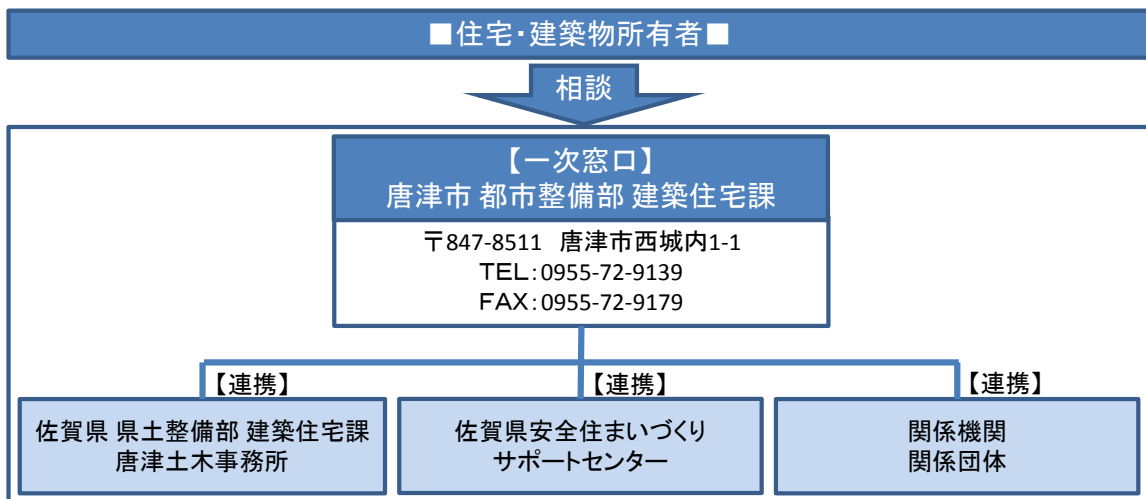 ■住宅・建築物所有者■
相談
【一次窓口】
唐津市 都市整備部 建築住宅課
〒847-8511 唐津市西城内1-1
TEL:0955-72-9139
FAX:0955-72-9179
【連携】
【連携】
【連携】
佐賀県 県土整備部 建築住宅課
唐津土木事務所
佐賀県安全住まいづくり
サポートセンター
関係機関
関係団体